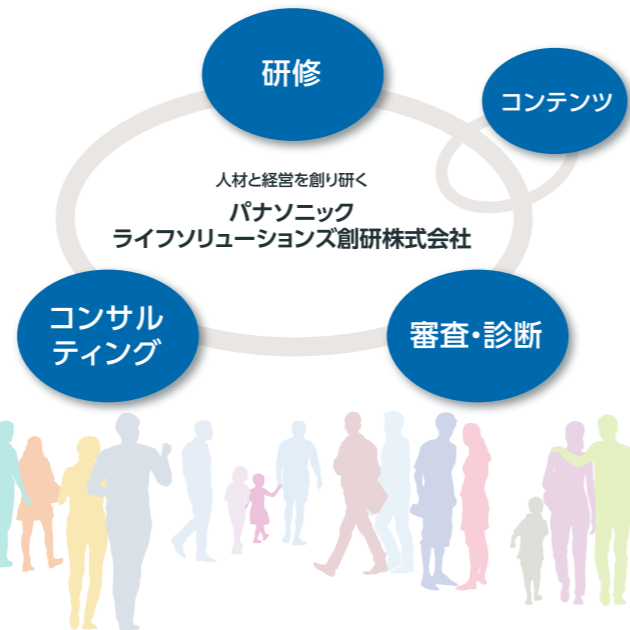 研修
コンテンツ
人材と経営を創り研く
パナソニック
ライフソリューションズ創研株式会社
コンサル
ティング
審査・診断